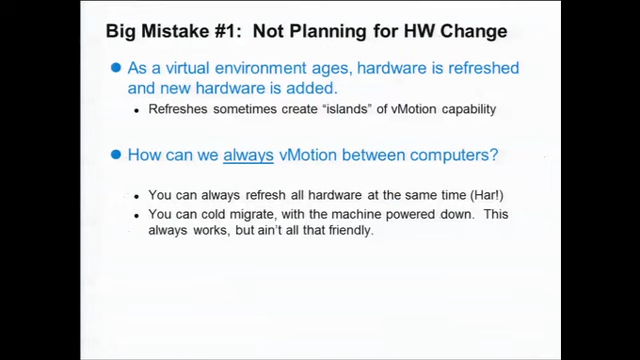 Big Mistake #1:  Not Planning for HW Change
As a virtual environment ages, hardware is refreshed
and new hardware is added.
Refreshes sometimes create “islands” of vMotion capability
How can we always vMotion between computers?
You can always refresh all hardware at the same time (Har!)
You can cold migrate, with the machine powered down.  This
always works, but ain’t all that friendly.